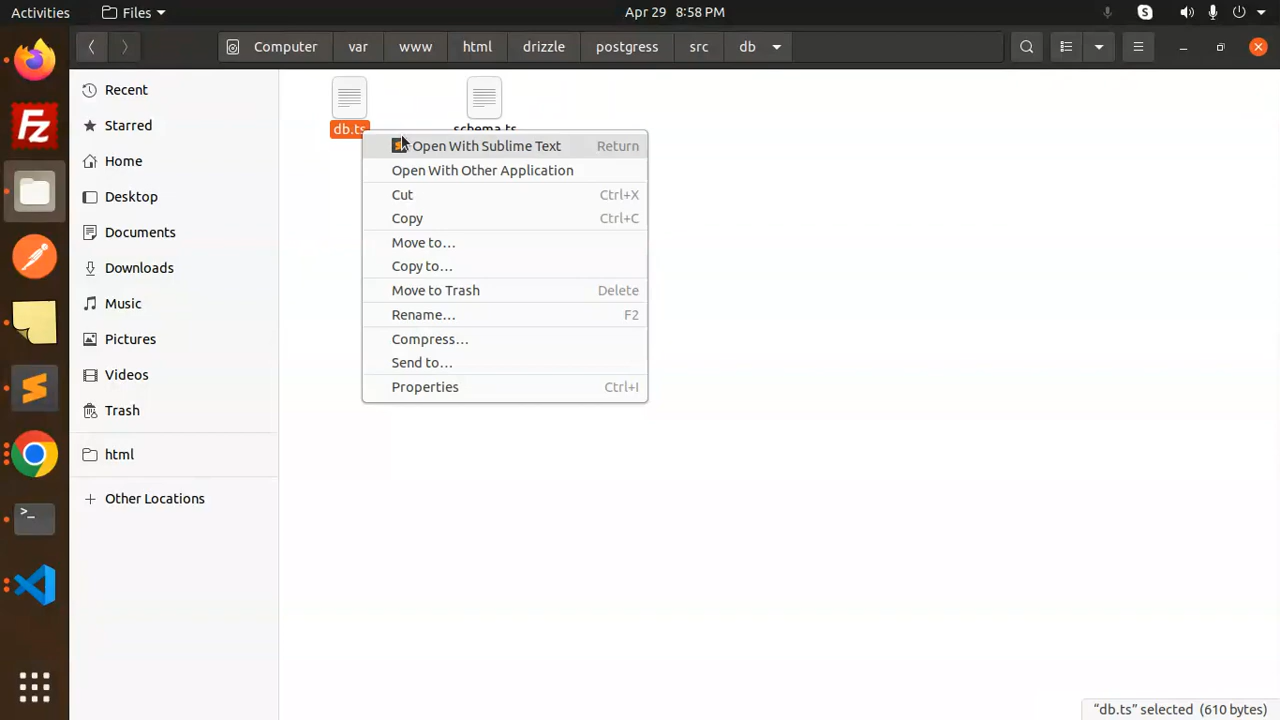 Activities
Files
Apr 29 8:58 PM
Computer
var
www
html
drizzle
postgress
src
db
Recent
Starred
Home
Desktop
Documents
Downloads
Music
Pictures
Videos
Trash
html
Other Locations
db.ts
schema.ts
Open With Sublime Text Return
Open With Other Application
Cut Ctrl+X
Copy Ctrl+C
Move to…
Copy to…
Move to Trash Delete
Rename… F2
Compress…
Send to…
Properties Ctrl+I
“db.ts” selected (610 bytes)